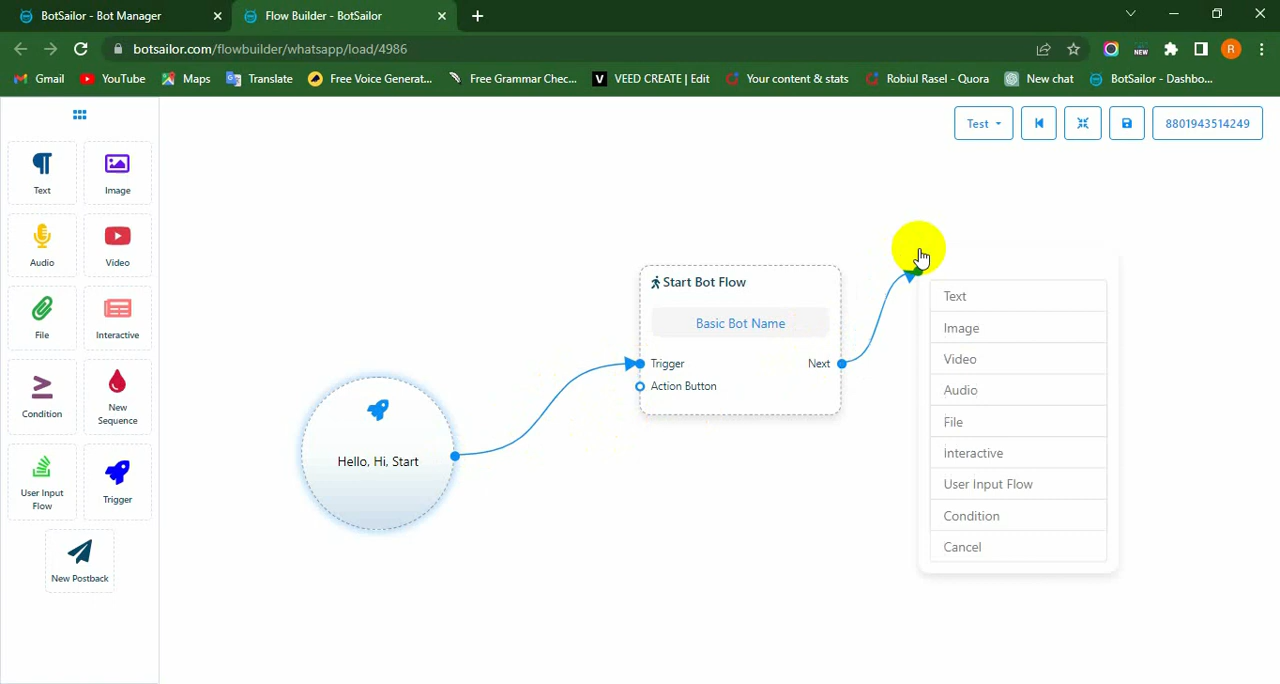 BotSailor - Bot Manager
Flow Builder - BotSailor
botsailor.com/flowbuilder/whatsapp/load/4986
NEW
R
Gmail
YouTube
Maps
Translate
Free Voice Generat...
Free Grammar Chec...
V
VEED CREATE | Edit
Your content & stats
Robiul Rasel - Quora
New chat
BotSailor - Dashbo...
Test
8801943514249
Text
Image
Audio
Video
File
Interactive
Condition
New
Sequence
User Input
Flow
Trigger
New Postback
Hello, Hi, Start
Start Bot Flow
Basic Bot Name
Trigger
Next
Action Button
Text
Image
Video
Audio
File
interactive
User Input Flow
Condition
Cancel